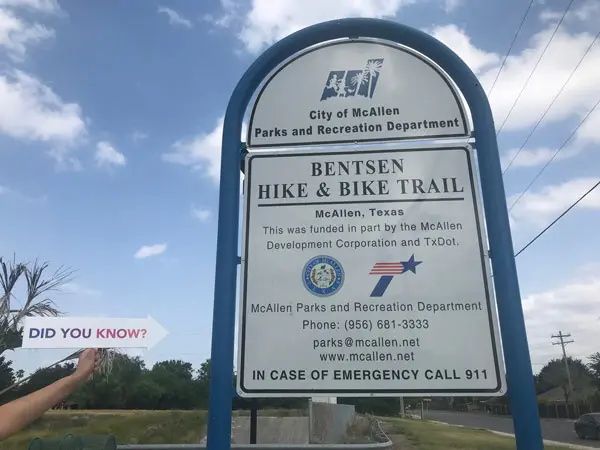 City of McAllen
Parks and Recreation Department
BENTSEN
HIKE & BIKE TRAIL
McAllen, Texas
This was funded in part by the McAllen
Development Corporation and TxDot.
McAllen Parks and Recreation Department
Phone: (956) 681-3333
parks@mcallen.net
www.mcallen.net
IN CASE OF EMERGENCY CALL 911
DID YOU KNOW?